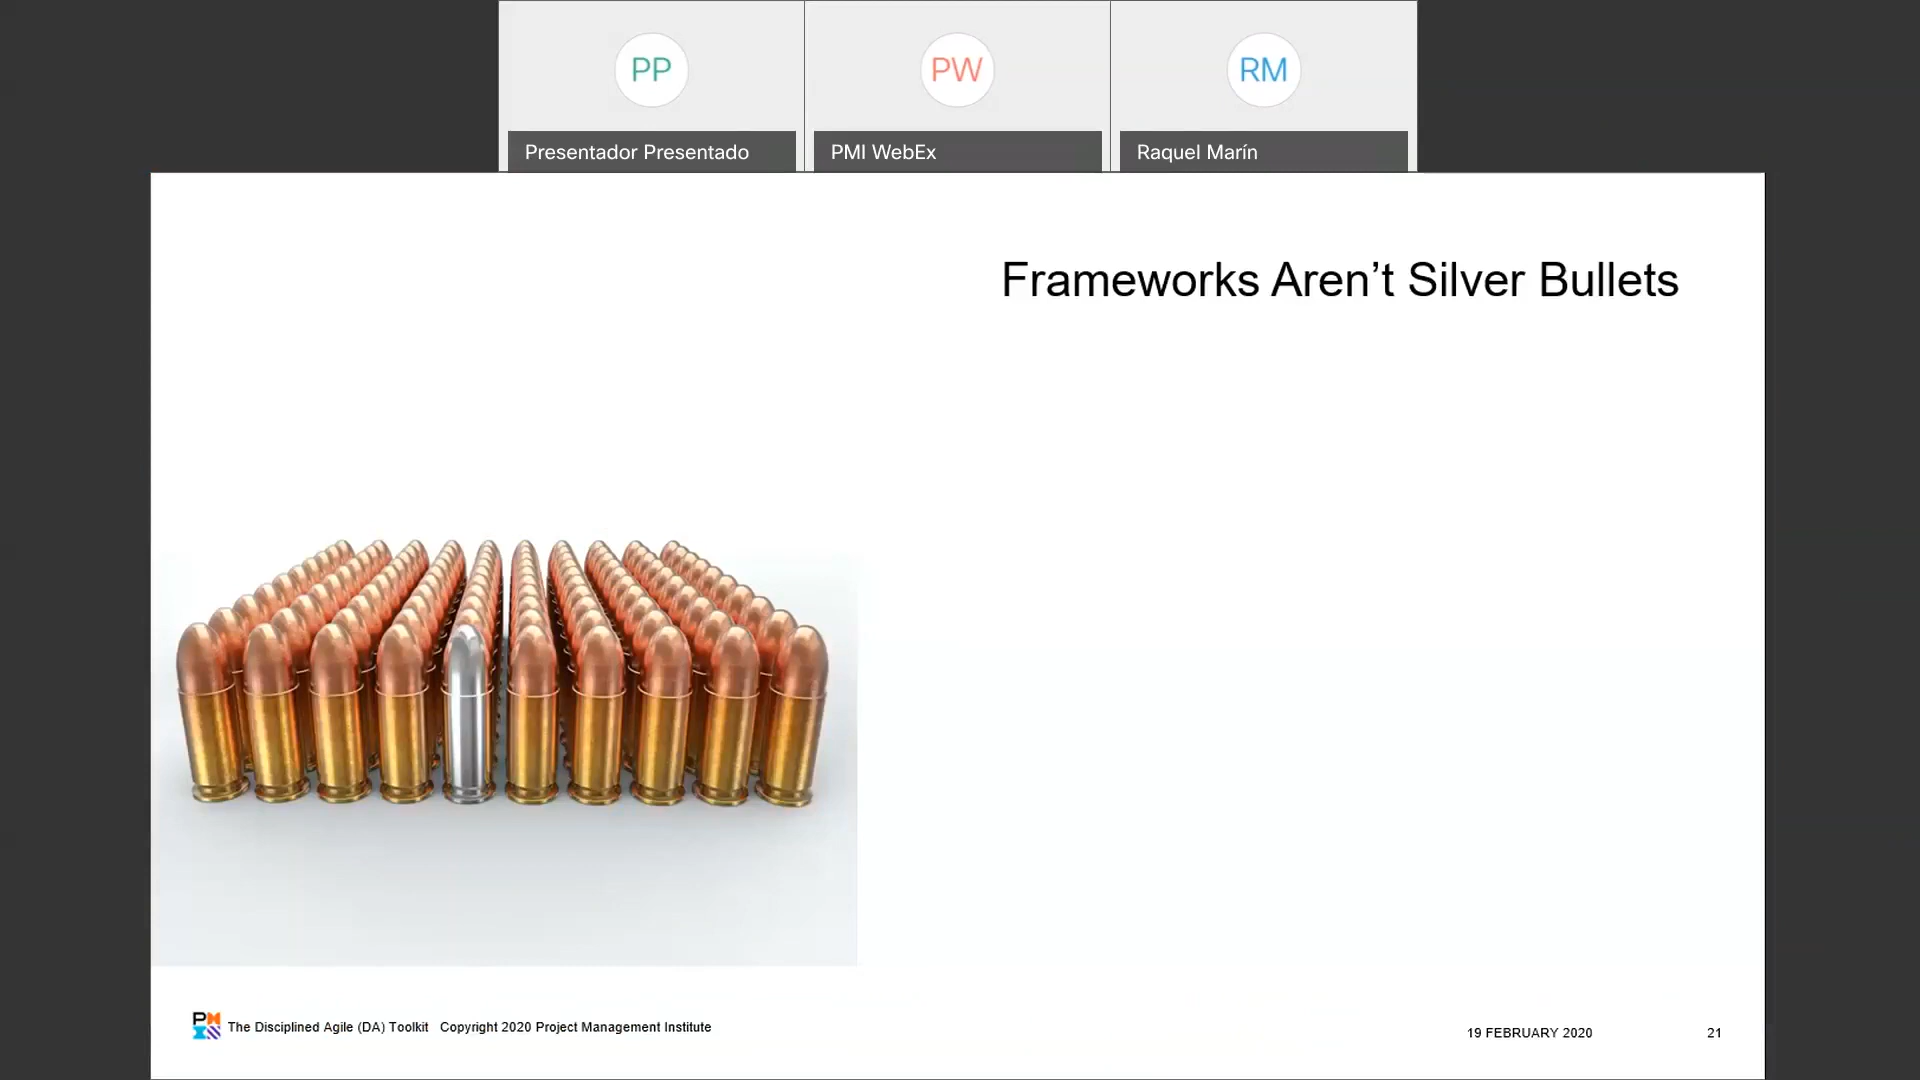 PP
PW
RM
Presentador Presentado
PMI WebEx
Raquel Marín
Frameworks Aren’t Silver Bullets
The Disciplined Agile (DA) Toolkit Copyright 2020 Project Management Institute
19 FEBRUARY 2020
21